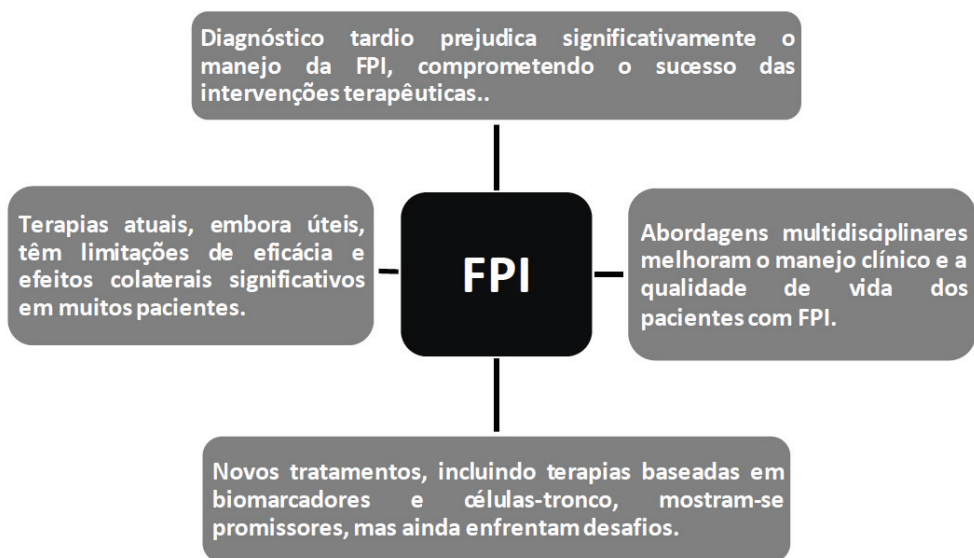 Diagnóstico tardio prejudica significativamente o
manejo da FPI, comprometendo o sucesso das
intervenções terapêuticas..
Terapias atuais, embora úteis,
têm limitações de eficácia e
efeitos colaterais significativos
em muitos pacientes.
FPI
Abordagens multidisciplinares
melhoram o manejo clínico e a
qualidade de vida dos
pacientes com FPI.
Novos tratamentos, incluindo terapias baseadas em
biomarcadores e células-tronco, mostram-se
promissores, mas ainda enfrentam desafios.